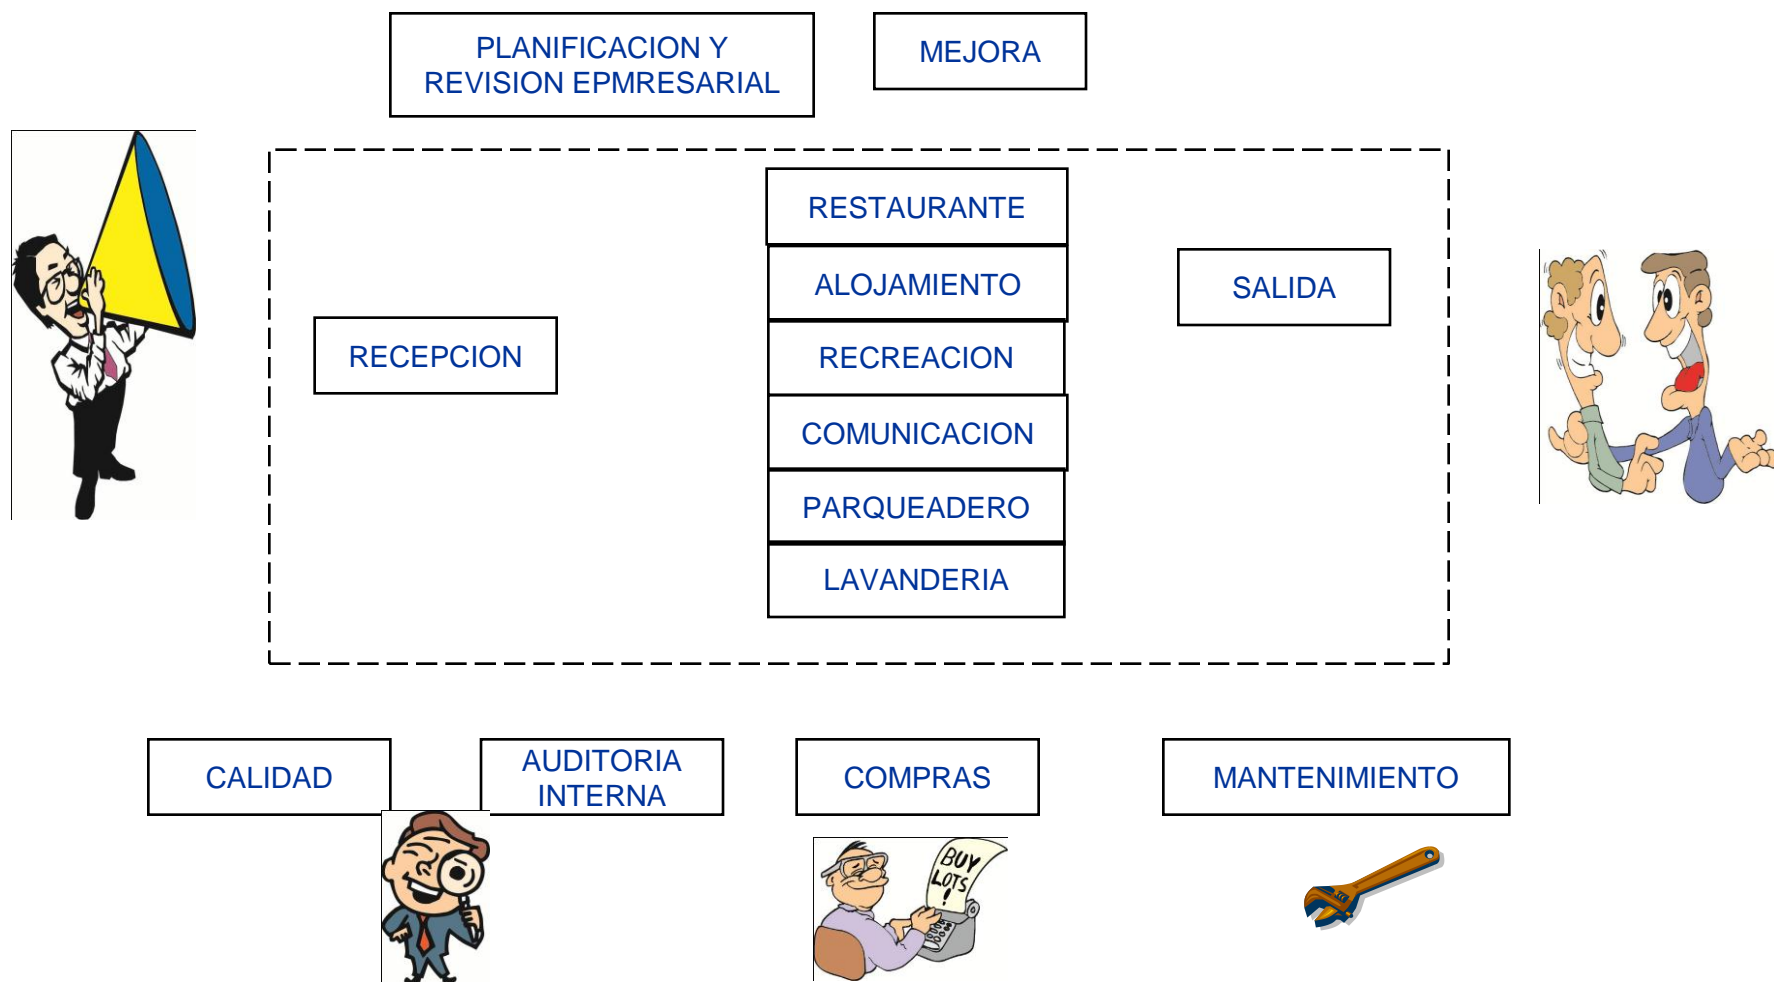 PLANIFICACION Y
REVISION EPMRESARIAL
MEJORA
RESTAURANTE
ALOJAMIENTO
SALIDA
RECEPCION
RECREACION
COMUNICACION
PARQUEADERO
LAVANDERIA
CALIDAD
AUDITORIA
INTERNA
COMPRAS
MANTENIMIENTO
BUY
LOTS
!